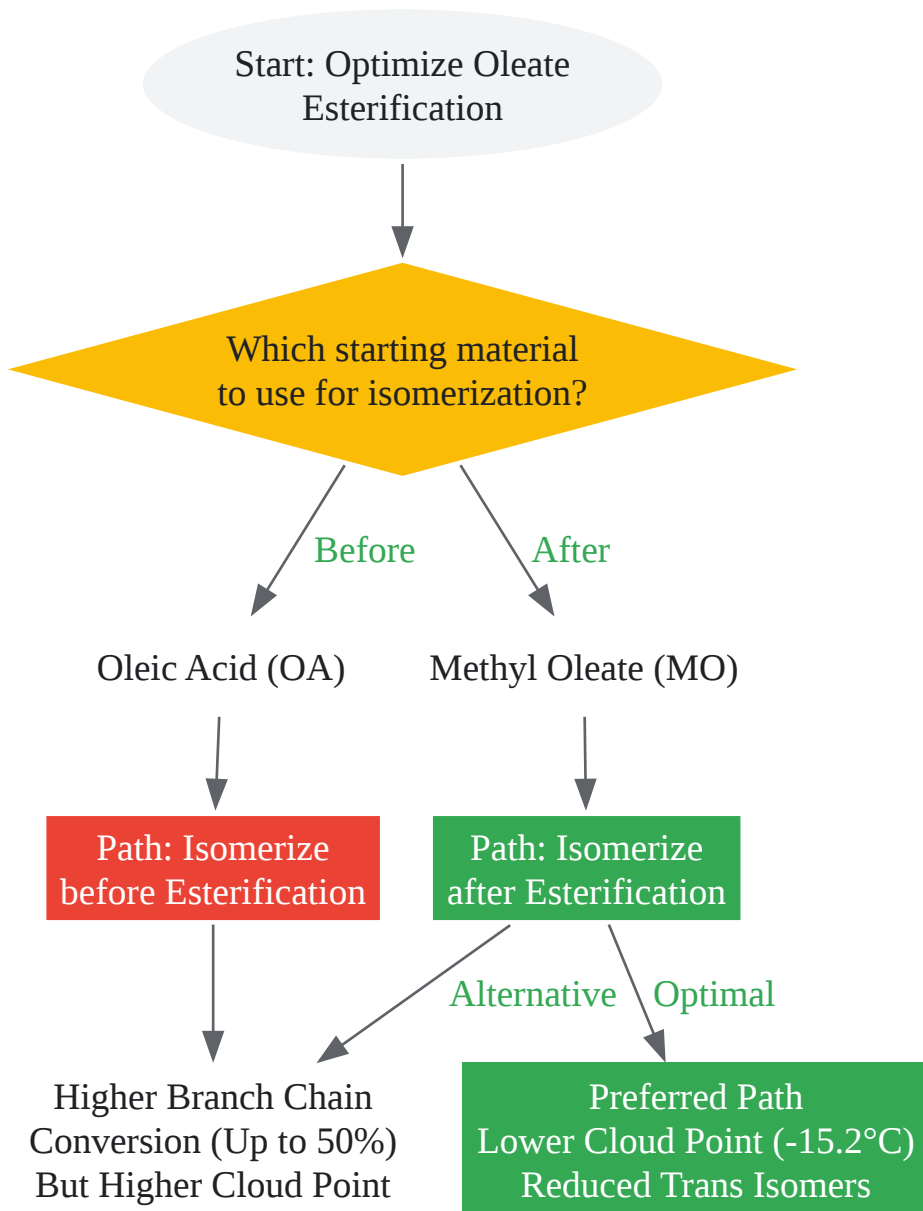 Start: Optimize Oleate
Esterification
Which starting material
to use for isomerization?
Before
After
Oleic Acid (OA)
Methyl Oleate (MO)
Path: Isomerize
before Esterification
Path: Isomerize
after Esterification
Alternative
Optimal
Higher Branch Chain
Conversion (Up to 50%)
But Higher Cloud Point
Preferred Path
Lower Cloud Point (-15.2°C)
Reduced Trans Isomers